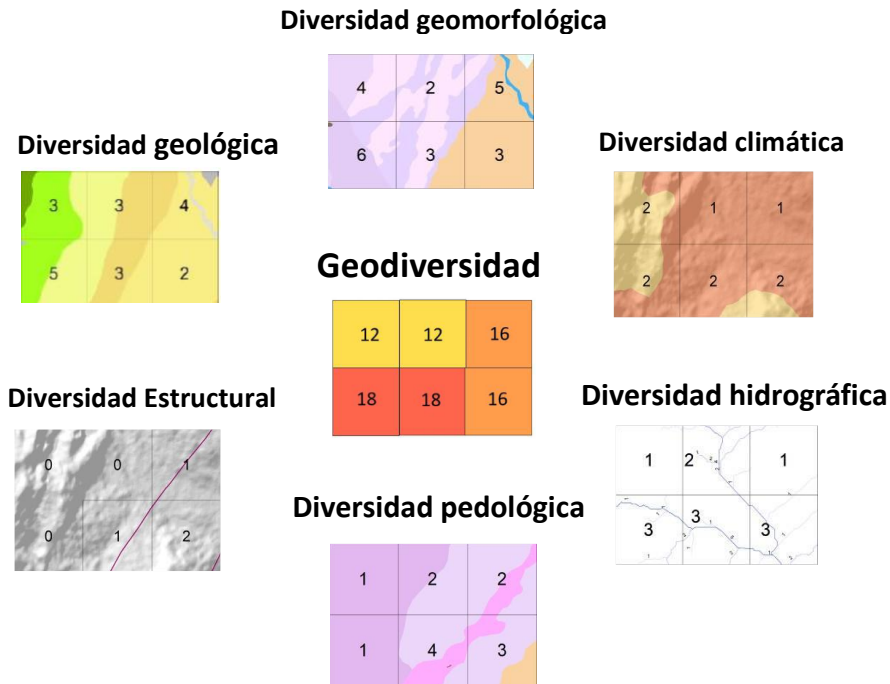 Diversidad geomorfológica
4 2 5
6 3 3
Diversidad geológica
3 3 4
5 3 2
Diversidad climática
2 1 1
2 2 2
Geodiversidad
12 12 16
18 18 16
Diversidad Estructural
0 0 1
0 1 2
Diversidad hidrográfica
1 2 1
3 3 3
Diversidad pedológica
1 2 2
1 4 3